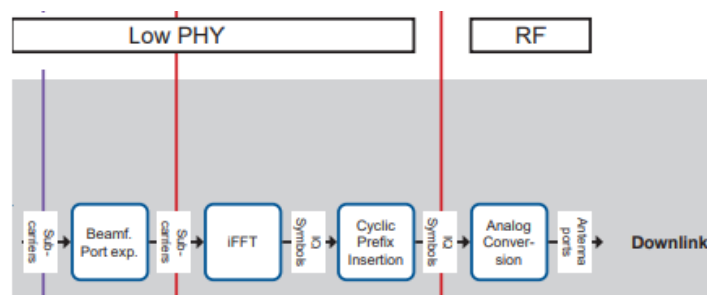 Low PHY
RF
Sub-
carriers
Beamf.
Port exp.
Sub-
carriers
iFFT
IQ
Symbols
Cyclic
Prefix
Insertion
IQ
Symbols
Analog
Conver-
sion
Antenna
ports
Downlink